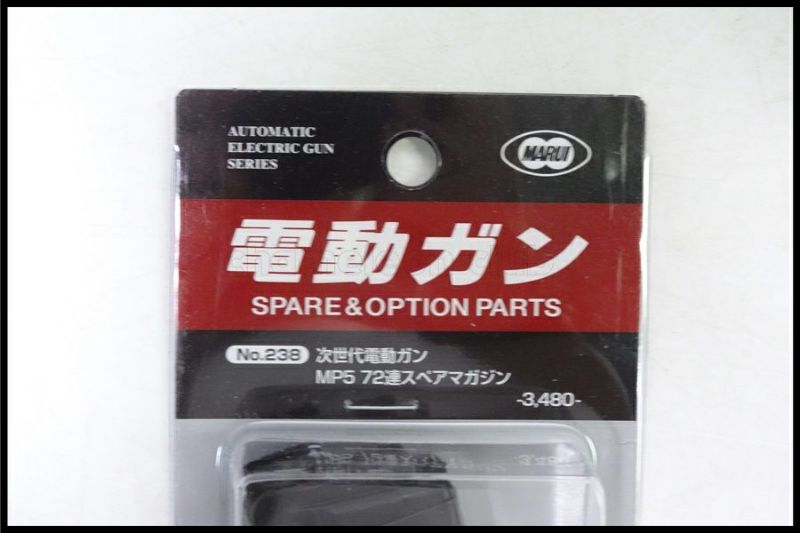 AUTOMATIC
ELECTRIC GUN
SERIES
MARUI
電動ガン
SPARE & OPTION PARTS
No.238 次世代電動ガン
MP5 72連スペアマガジン
-3,480-